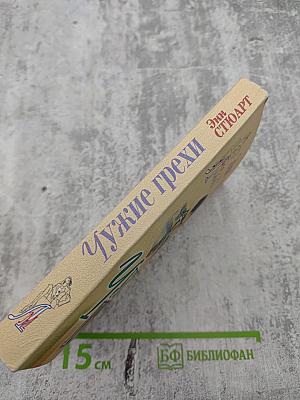 Энн
СТЮАРТ
Чужие грехи
15 см
БФ БИБЛИОФАН